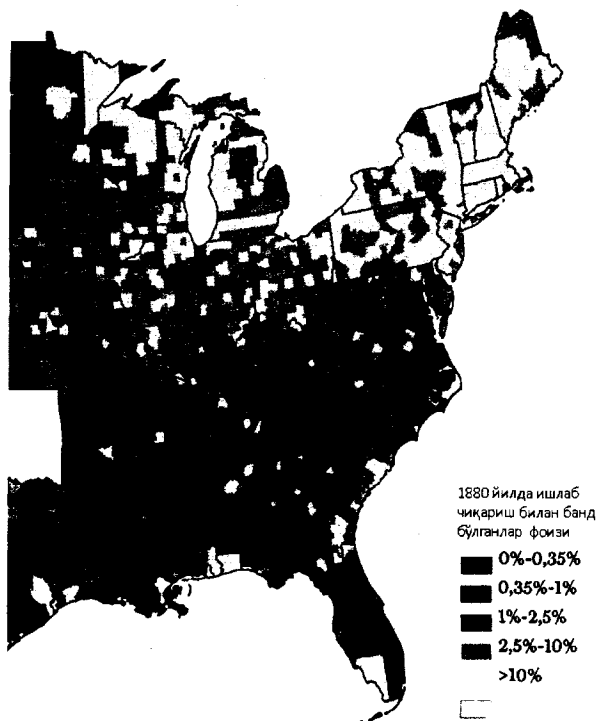 1880 йилда ишлаб
чиқариш билан банд
бўлганлар фоизи
0%-0,35%
0,35%-1%
1%-2,5%
2,5%-10%
>10%